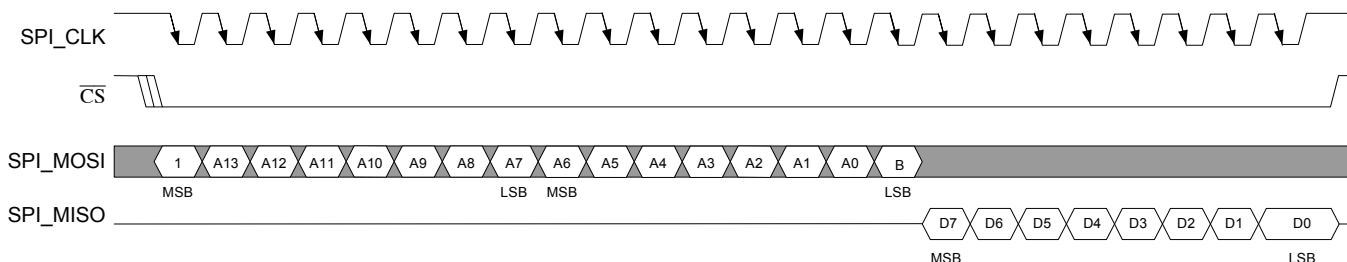 SPI_CLK
CS
SPI_MOSI 1 A13 A12 A11 A10 A9 A8 A7 A6 A5 A4 A3 A2 A1 A0 B
MSB LSB MSB LSB
SPI_MISO D7 D6 D5 D4 D3 D2 D1 D0
MSB LSB